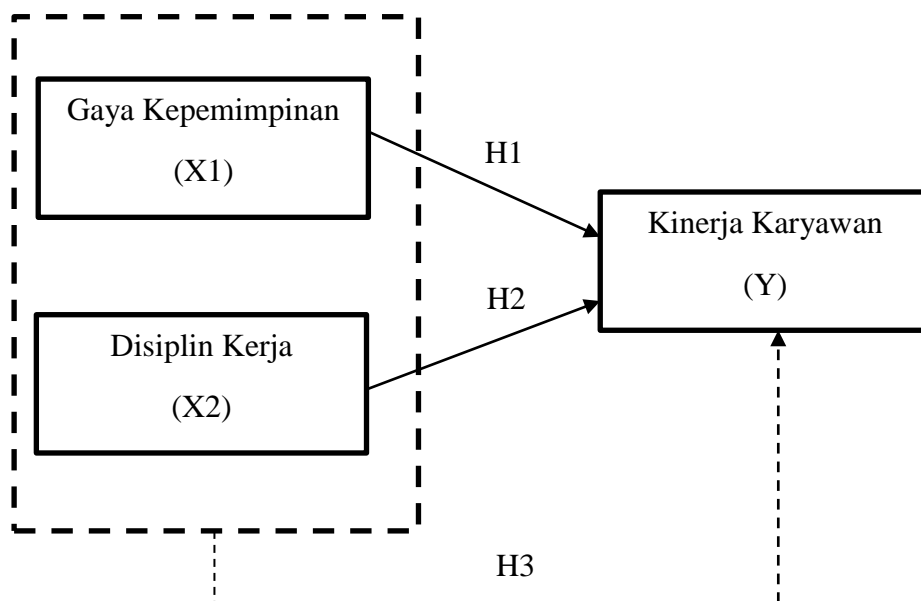 Gaya Kepemimpinan
(X1)
H1
Kinerja Karyawan
(Y)
H2
Disiplin Kerja
(X2)
H3